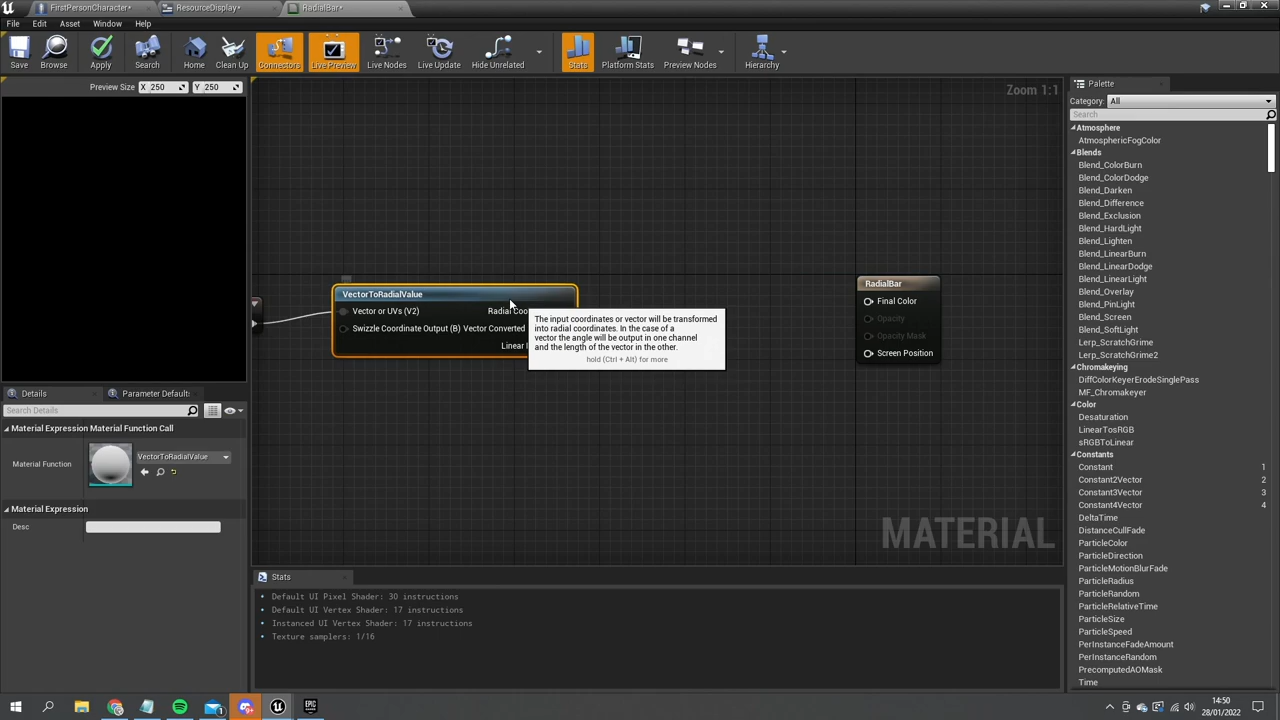 FirstPersonCharacter*
ResourceDisplay*
RadialBar*
File
Edit
Asset
Window
Help
Save
Browse
Apply
Search
Home
Clean Up
Connectors
Live Preview
Live Nodes
Live Update
Hide Unrelated
Stats
Platform Stats
Preview Nodes
Hierarchy
Preview Size X 250 Y 250
Zoom 1:1
VectorToRadialValue
Vector or UVs (V2)
Radial Coo
Swizzle Coordinate Output (B) Vector Converted
Linear
The input coordinates or vector will be transformed
into radial coordinates. In the case of a
vector the angle will be output in one channel
and the length of the vector in the other.
hold (Ctrl + Alt) for more
RadialBar
Final Color
Opacity
Opacity Mask
Screen Position
MATERIAL
Details
Parameter Default
Search Details
Material Expression Material Function Call
Material Function
VectorToRadialValue
Material Expression
Desc
Stats
Default UI Pixel Shader: 30 instructions
Default UI Vertex Shader: 17 instructions
Instanced UI Vertex Shader: 17 instructions
Texture samplers: 1/16
Palette
Category: All
Search
Atmosphere
AtmosphericFogColor
Blends
Blend_ColorBurn
Blend_ColorDodge
Blend_Darken
Blend_Difference
Blend_Exclusion
Blend_HardLight
Blend_Lighten
Blend_LinearBurn
Blend_LinearDodge
Blend_LinearLight
Blend_Overlay
Blend_PinLight
Blend_Screen
Blend_SoftLight
Lerp_ScratchGrime
Lerp_ScratchGrime2
Chromakeying
DiffColorKeyerErodeSinglePass
MF_Chromakeyer
Color
Desaturation
LinearTosRGB
sRGBToLinear
Constants
Constant 1
Constant2Vector 2
Constant3Vector 3
Constant4Vector 4
DeltaTime
DistanceCullFade
ParticleColor
ParticleDirection
ParticleMotionBlurFade
ParticleRadius
ParticleRandom
ParticleRelativeTime
ParticleSize
ParticleSpeed
PerInstanceFadeAmount
PerInstanceRandom
PrecomputedAOMask
Time
14:50
28/01/2022